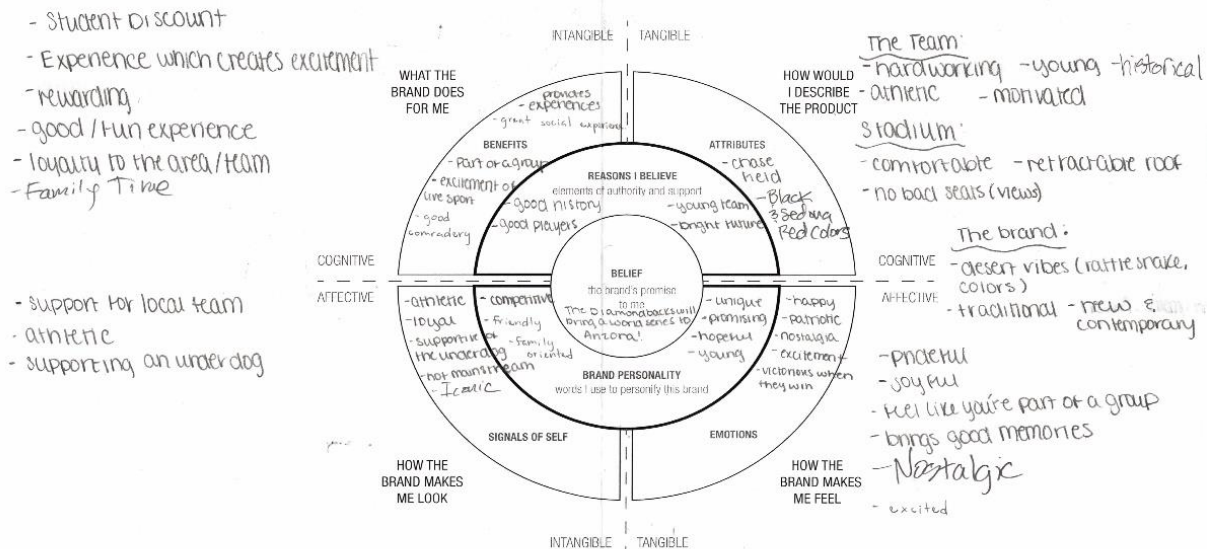 - Student Discount
- Experience which creates excitement
- rewarding
- good / fun experience
- loyalty to the area/team
- Family Time
- support for local team
- athletic
- supporting an underdog
INTANGIBLE | TANGIBLE
WHAT THE
BRAND DOES
FOR ME
HOW WOULD
I DESCRIBE
THE PRODUCT
provides
- experiences
- great social experience
BENEFITS
- Part of a group
- excitement of
live sport
- good
comradery
ATTRIBUTES
- chase
field
- Black
& Sedona
Red Colors
REASONS I BELIEVE
elements of authority and support
- good history
- good players
- young team
- bright future
COGNITIVE
AFFECTIVE
COGNITIVE
AFFECTIVE
BELIEF
the brand's promise
to me
The Diamondbacks will
bring a world series to
Arizona!
- athletic
- loyal
- supportive of
the underdog
- not mainstream
- Iconic
- competitive
- friendly
- family
oriented
- unique
- promising
- hopeful
- young
- happy
- patriotic
- nostalgia
- excitement
- victorious when
they win
BRAND PERSONALITY
words I use to personify this brand
SIGNALS OF SELF
EMOTIONS
HOW THE
BRAND MAKES
ME LOOK
HOW THE
BRAND MAKES
ME FEEL
INTANGIBLE | TANGIBLE
The Team:
- hardworking - young - historical
- athletic - motivated
Stadium:
- comfortable - retractable roof
- no bad seats (views)
The brand:
- desert vibes (rattlesnake,
colors)
- traditional - new &
contemporary
- prideful
- joyful
- feel like you're part of a group
- brings good memories
- Nostalgic
- excited